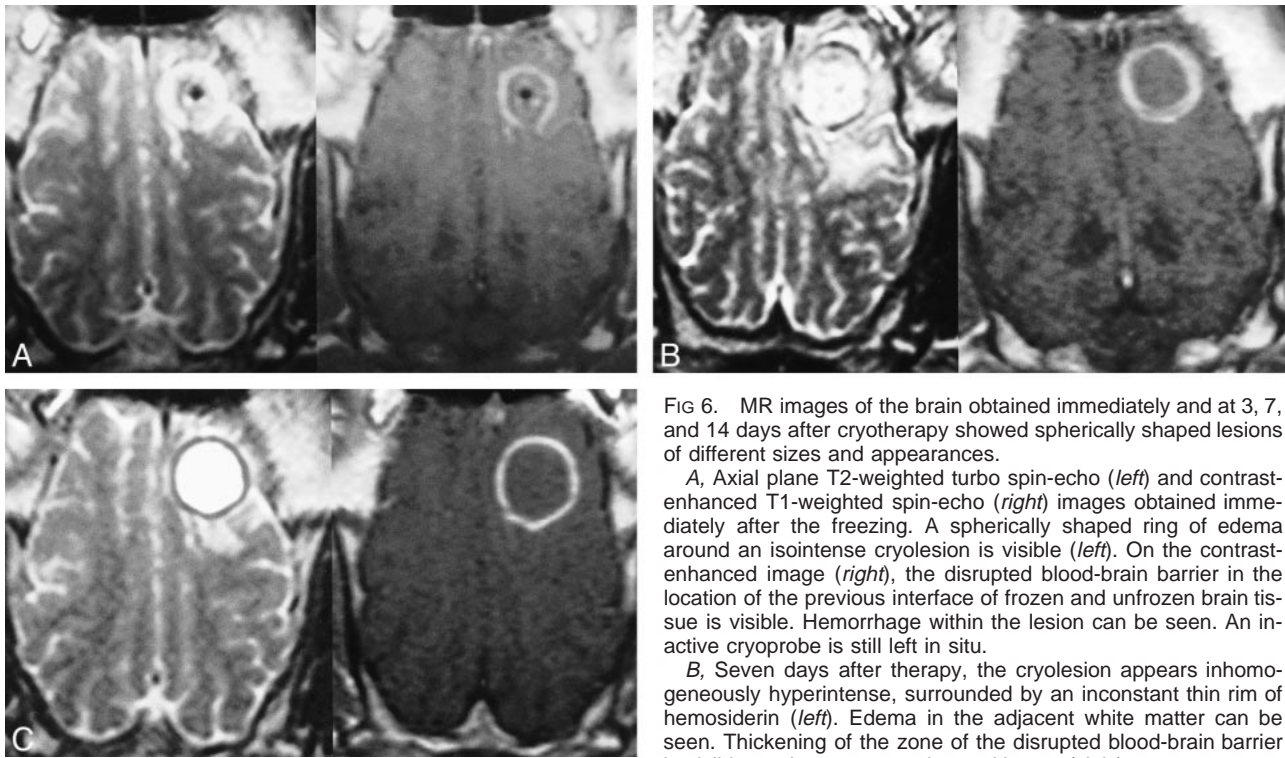 A
B
C
FIG 6. MR images of the brain obtained immediately and at 3, 7,
and 14 days after cryotherapy showed spherically shaped lesions
of different sizes and appearances.
A, Axial plane T2-weighted turbo spin-echo (left) and contrast-
enhanced T1-weighted spin-echo (right) images obtained imme-
diately after the freezing. A spherically shaped ring of edema
around an isointense cryolesion is visible (left). On the contrast-
enhanced image (right), the disrupted blood-brain barrier in the
location of the previous interface of frozen and unfrozen brain tis-
sue is visible. Hemorrhage within the lesion can be seen. An in-
active cryoprobe is still left in situ.
B, Seven days after therapy, the cryolesion appears inhomo-
geneously hyperintense, surrounded by an inconstant thin rim of
hemosiderin (left). Edema in the adjacent white matter can be
seen. Thickening of the zone of the disrupted blood-brain barrier